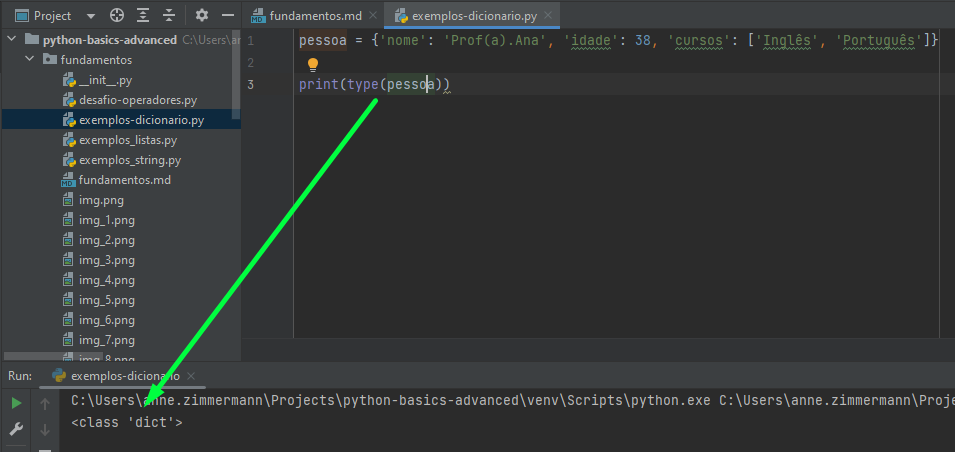 Project
fundamentos.md
exemplos-dicionario.py
python-basics-advanced C:\Users\
fundamentos
__init__.py
desafio-operadores.py
exemplos-dicionario.py
exemplos_listas.py
exemplos_string.py
fundamentos.md
img.png
img_1.png
img_2.png
img_3.png
img_4.png
img_5.png
img_6.png
img_7.png
img_8.png
1 pessoa = {'nome': 'Prof(a).Ana', 'idade': 38, 'cursos': ['Inglês', 'Português']}
2
3 print(type(pessoa))
Run: exemplos-dicionario
C:\Users\anne.zimmermann\Projects\python-basics-advanced\venv\Scripts\python.exe C:\Users\anne.zimmermann\Proje
<class 'dict'>